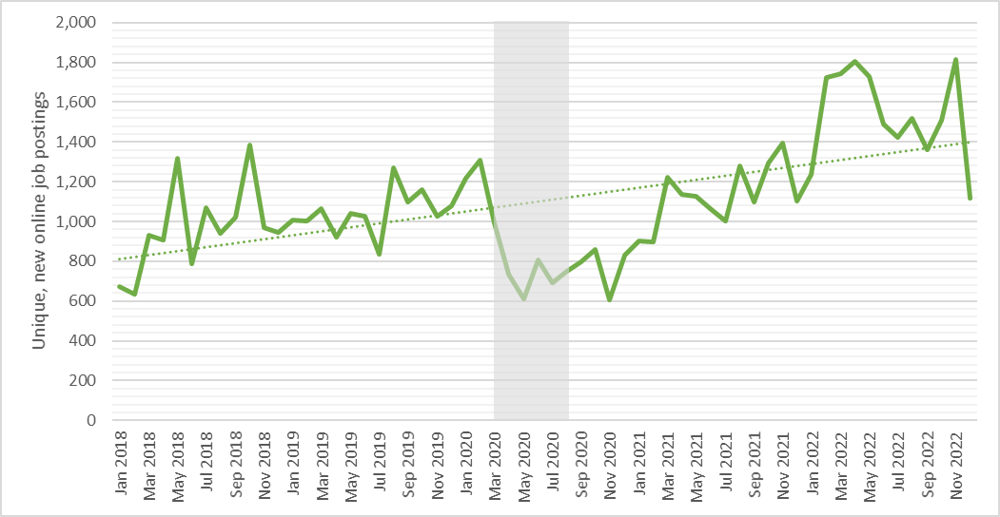 2,000
1,800
1,600
1,400
1,200
1,000
800
600
400
200
0
Unique, new online job postings
Jan 2018
Mar 2018
May 2018
Jul 2018
Sep 2018
Nov 2018
Jan 2019
Mar 2019
May 2019
Jul 2019
Sep 2019
Nov 2019
Jan 2020
Mar 2020
May 2020
Jul 2020
Sep 2020
Nov 2020
Jan 2021
Mar 2021
May 2021
Jul 2021
Sep 2021
Nov 2021
Jan 2022
Mar 2022
May 2022
Jul 2022
Sep 2022
Nov 2022